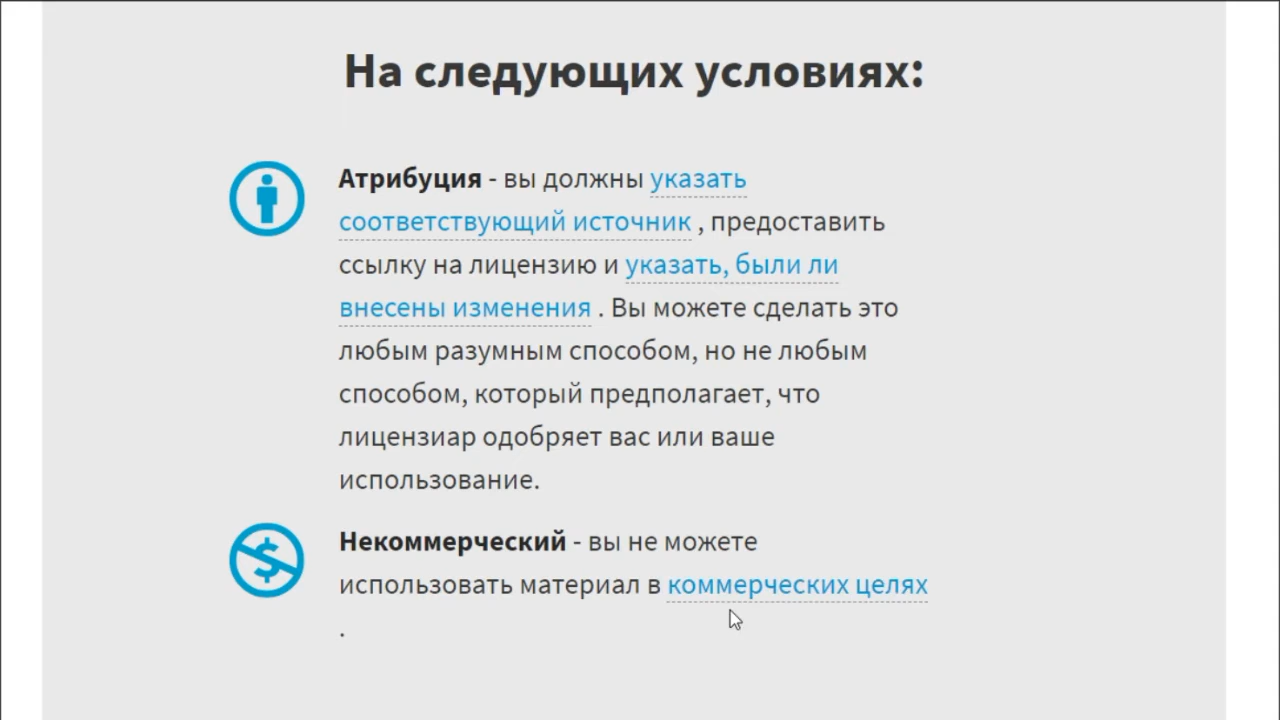 На следующих условиях:
Атрибуция - вы должны указать
соответствующий источник , предоставить
ссылку на лицензию и указать, были ли
внесены изменения . Вы можете сделать это
любым разумным способом, но не любым
способом, который предполагает, что
лицензиар одобряет вас или ваше
использование.
Некоммерческий - вы не можете
использовать материал в коммерческих целях
.